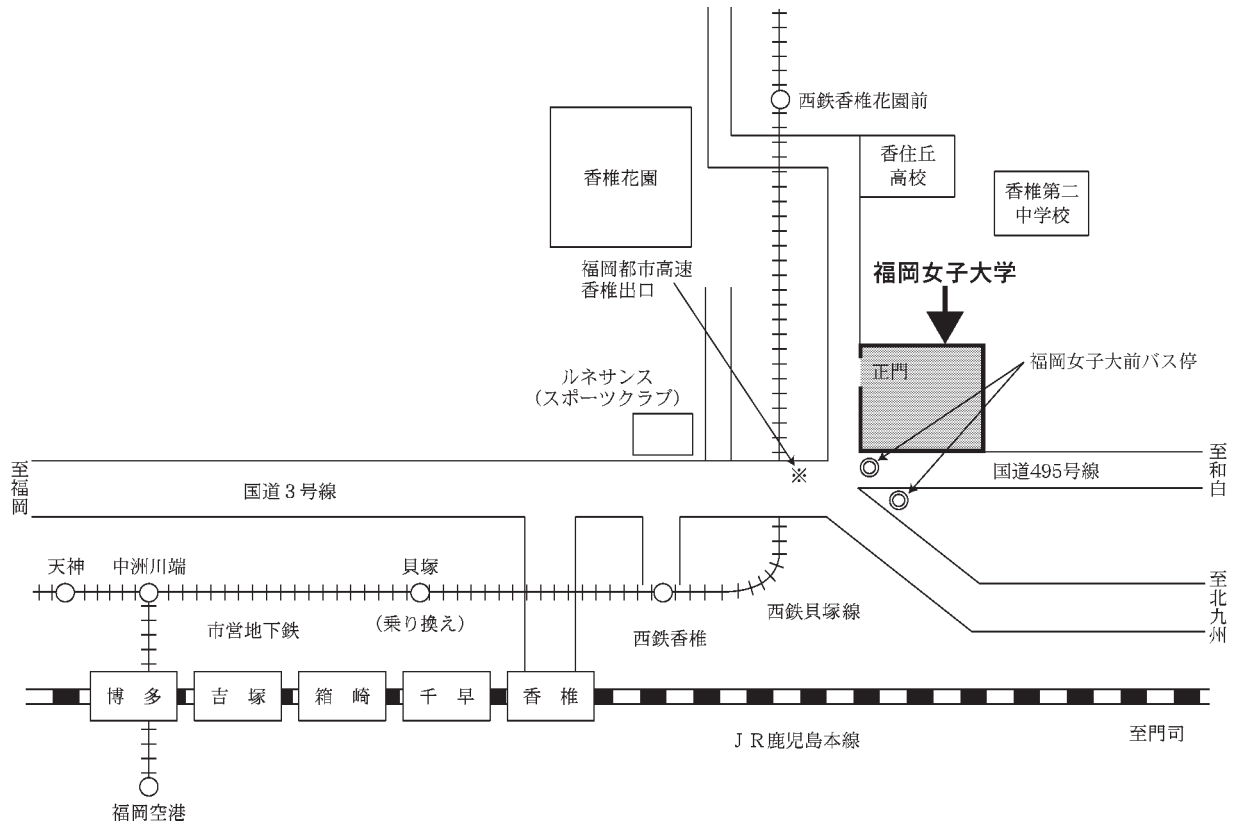 西鉄香椎花園前
香椎花園
香住丘
高校
香椎第二
中学校
福岡都市高速
香椎出口
福岡女子大学
正門
福岡女子大前バス停
ルネサンス
（スポーツクラブ）
至福岡
国道３号線
※
国道495号線
至和白
天神
中洲川端
貝塚
（乗り換え）
市営地下鉄
西鉄香椎
西鉄貝塚線
至北九州
博多
吉塚
箱崎
千早
香椎
ＪＲ鹿児島本線
至門司
福岡空港